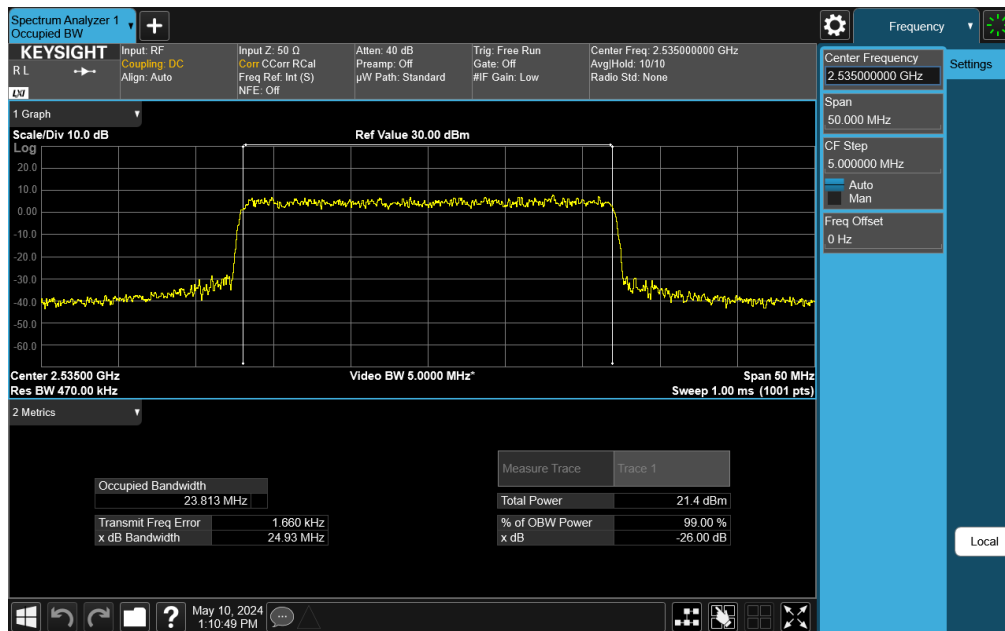 Spectrum Analyzer 1
Occupied BW
Frequency
KEYSIGHT
R L
LXI
Input: RF
Coupling: DC
Align: Auto
Input Z: 50 Ω
Corr CCorr RCal
Freq Ref: Int (S)
NFE: Off
Atten: 40 dB
Preamp: Off
µW Path: Standard
Trig: Free Run
Gate: Off
#IF Gain: Low
Center Freq: 2.535000000 GHz
Avg|Hold: 10/10
Radio Std: None
Center Frequency
2.535000000 GHz
Settings
Span
50.000 MHz
CF Step
5.000000 MHz
Auto
Man
Freq Offset
0 Hz
Local
1 Graph
Scale/Div 10.0 dB
Ref Value 30.00 dBm
Log
20.0
10.0
0.00
-10.0
-20.0
-30.0
-40.0
-50.0
-60.0
Center 2.53500 GHz
Video BW 5.0000 MHz*
Span 50 MHz
Res BW 470.00 kHz
Sweep 1.00 ms (1001 pts)
2 Metrics
Measure Trace
Trace 1
Occupied Bandwidth
23.813 MHz
Total Power
21.4 dBm
Transmit Freq Error
1.660 kHz
% of OBW Power
99.00 %
x dB Bandwidth
24.93 MHz
x dB
-26.00 dB
?
May 10, 2024
1:10:49 PM